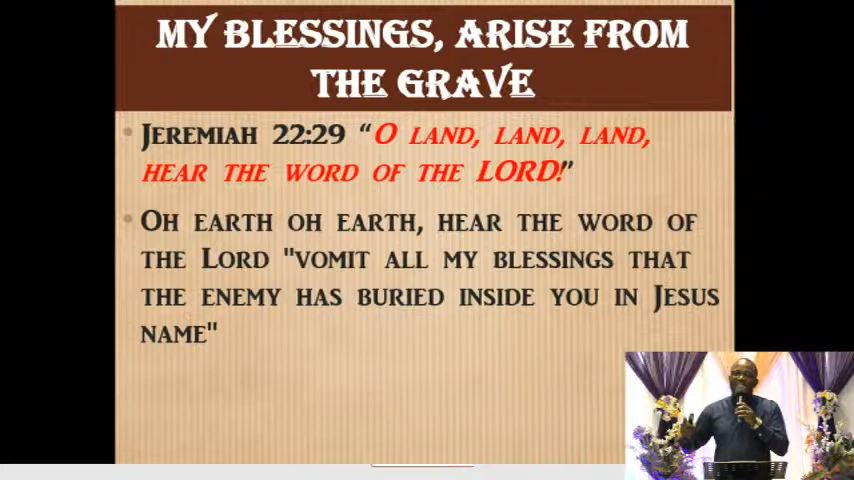 My Blessings, Arise from
the Grave
Jeremiah 22:29 “O land, land, land,
hear the word of the LORD!”
Oh earth oh earth, hear the word of
the Lord "vomit all my blessings that
the enemy has buried inside you in Jesus
name"